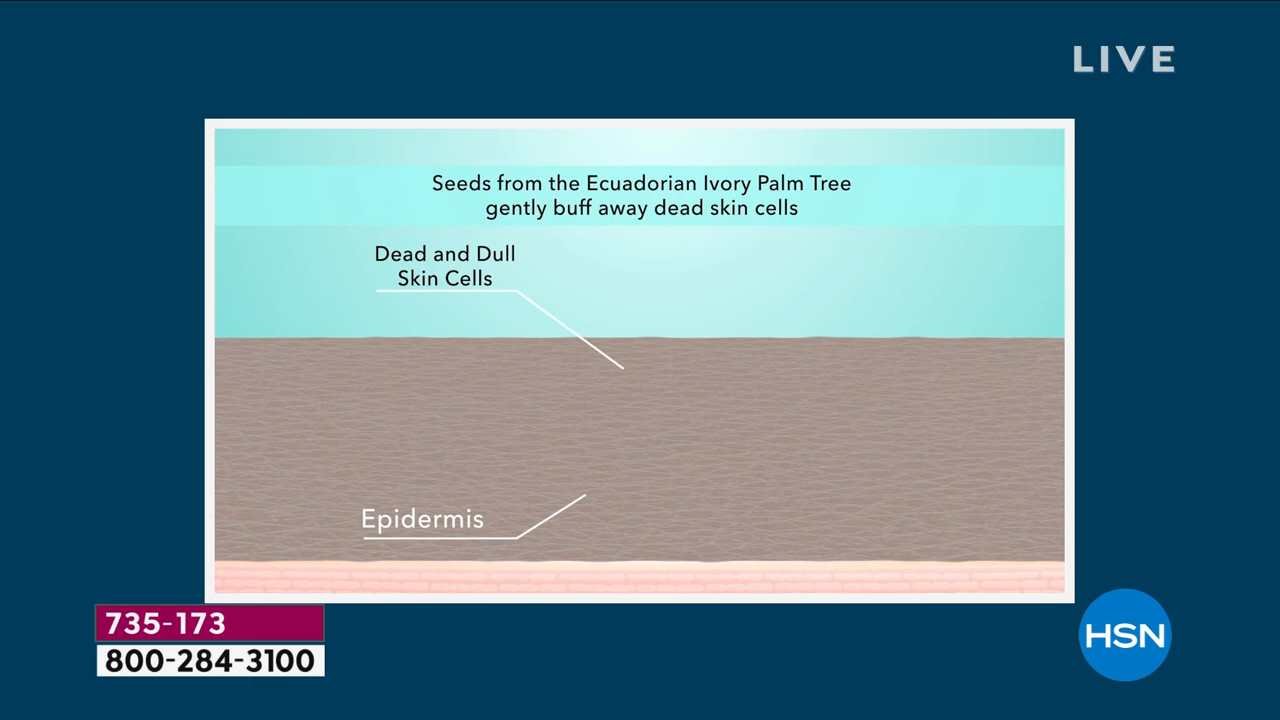 LIVE
Seeds from the Ecuadorian Ivory Palm Tree
gently buff away dead skin cells
Dead and Dull
Skin Cells
Epidermis
735-173
800-284-3100
HSN